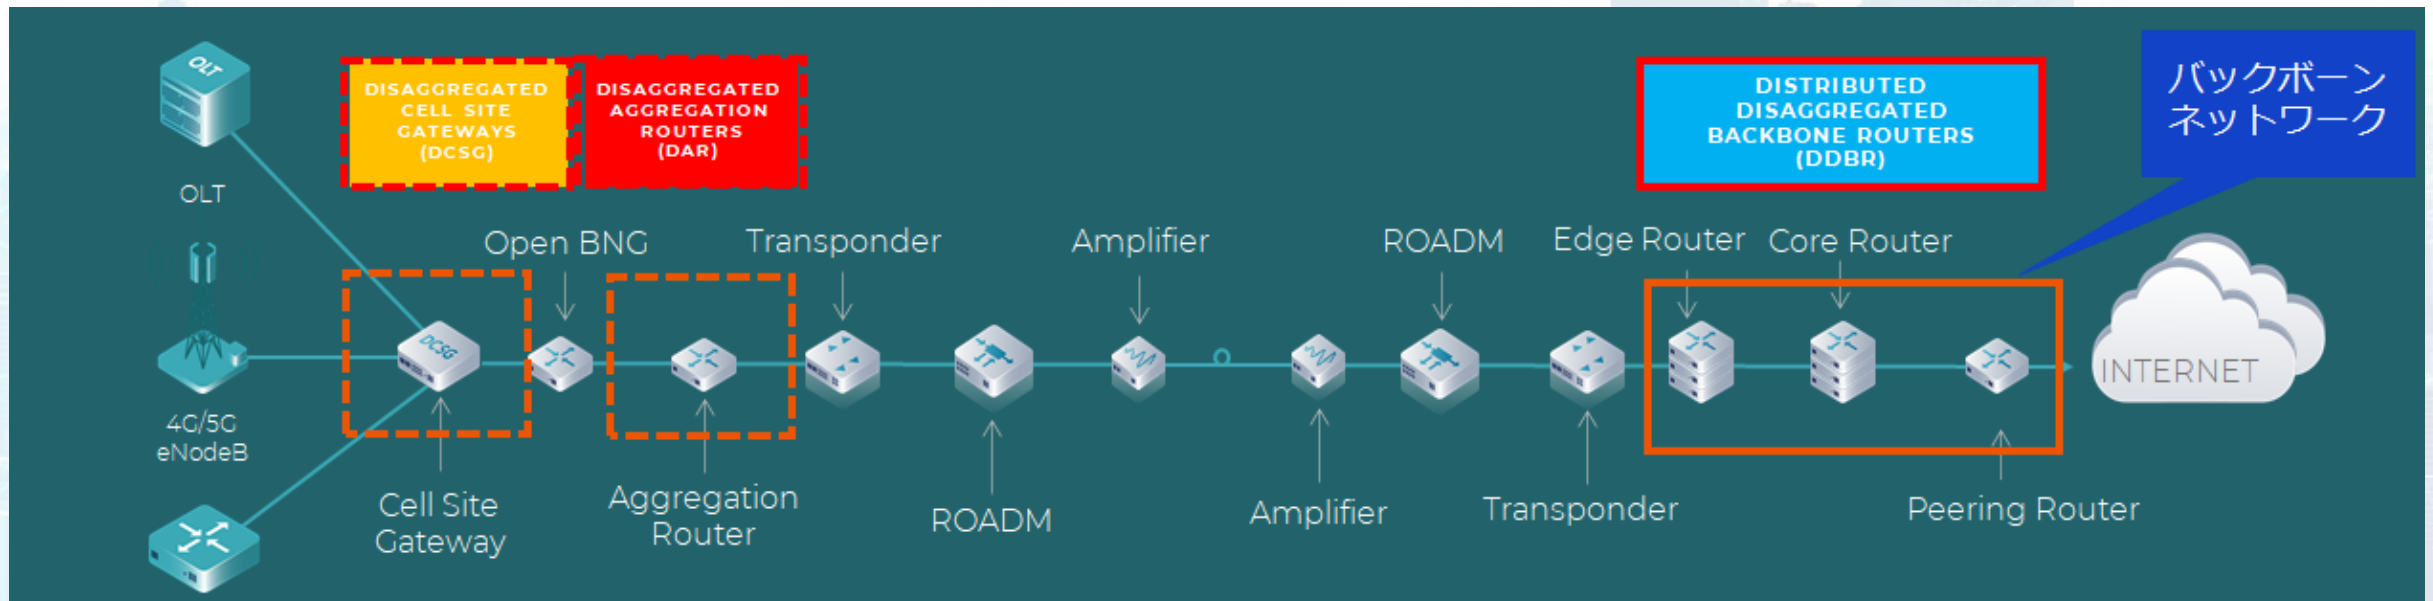 OLT
OLT
4G/5G
eNodeB
DISAGGREGATED
CELL SITE
GATEWAYS
(DCSG)
DISAGGREGATED
AGGREGATION
ROUTERS
(DAR)
DISTRIBUTED
DISAGGREGATED
BACKBONE ROUTERS
(DDBR)
バックボーン
ネットワーク
Open BNG
Transponder
Amplifier
ROADM
Edge Router
Core Router
DCSG
INTERNET
Cell Site
Gateway
Aggregation
Router
ROADM
Amplifier
Transponder
Peering Router